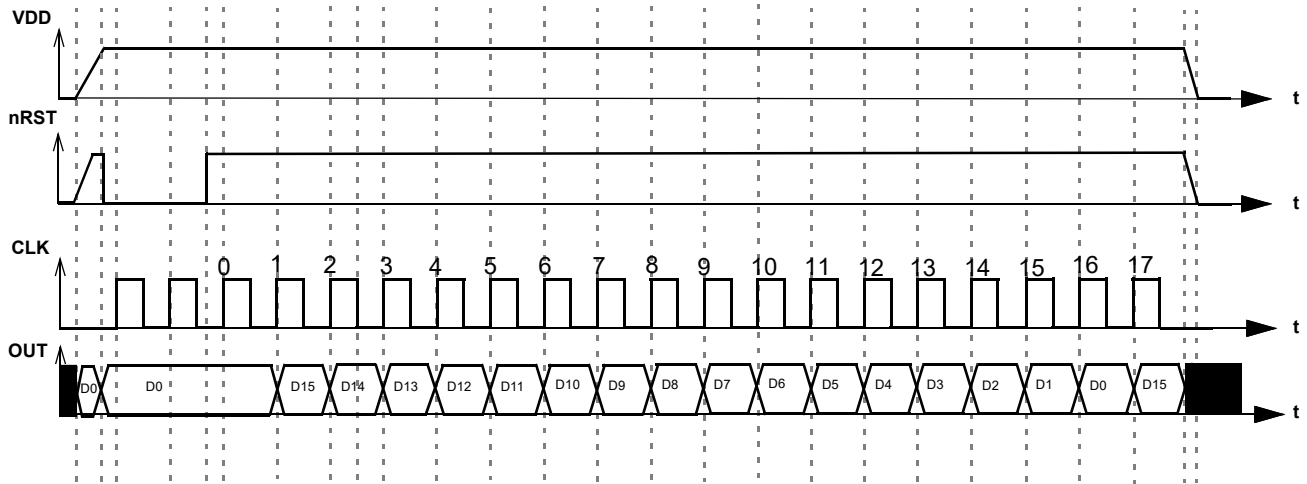 VDD
t
nRST
t
CLK
0 1 2 3 4 5 6 7 8 9 10 11 12 13 14 15 16 17
t
OUT
D0 D0 D15 D14 D13 D12 D11 D10 D9 D8 D7 D6 D5 D4 D3 D2 D1 D0 D15
t